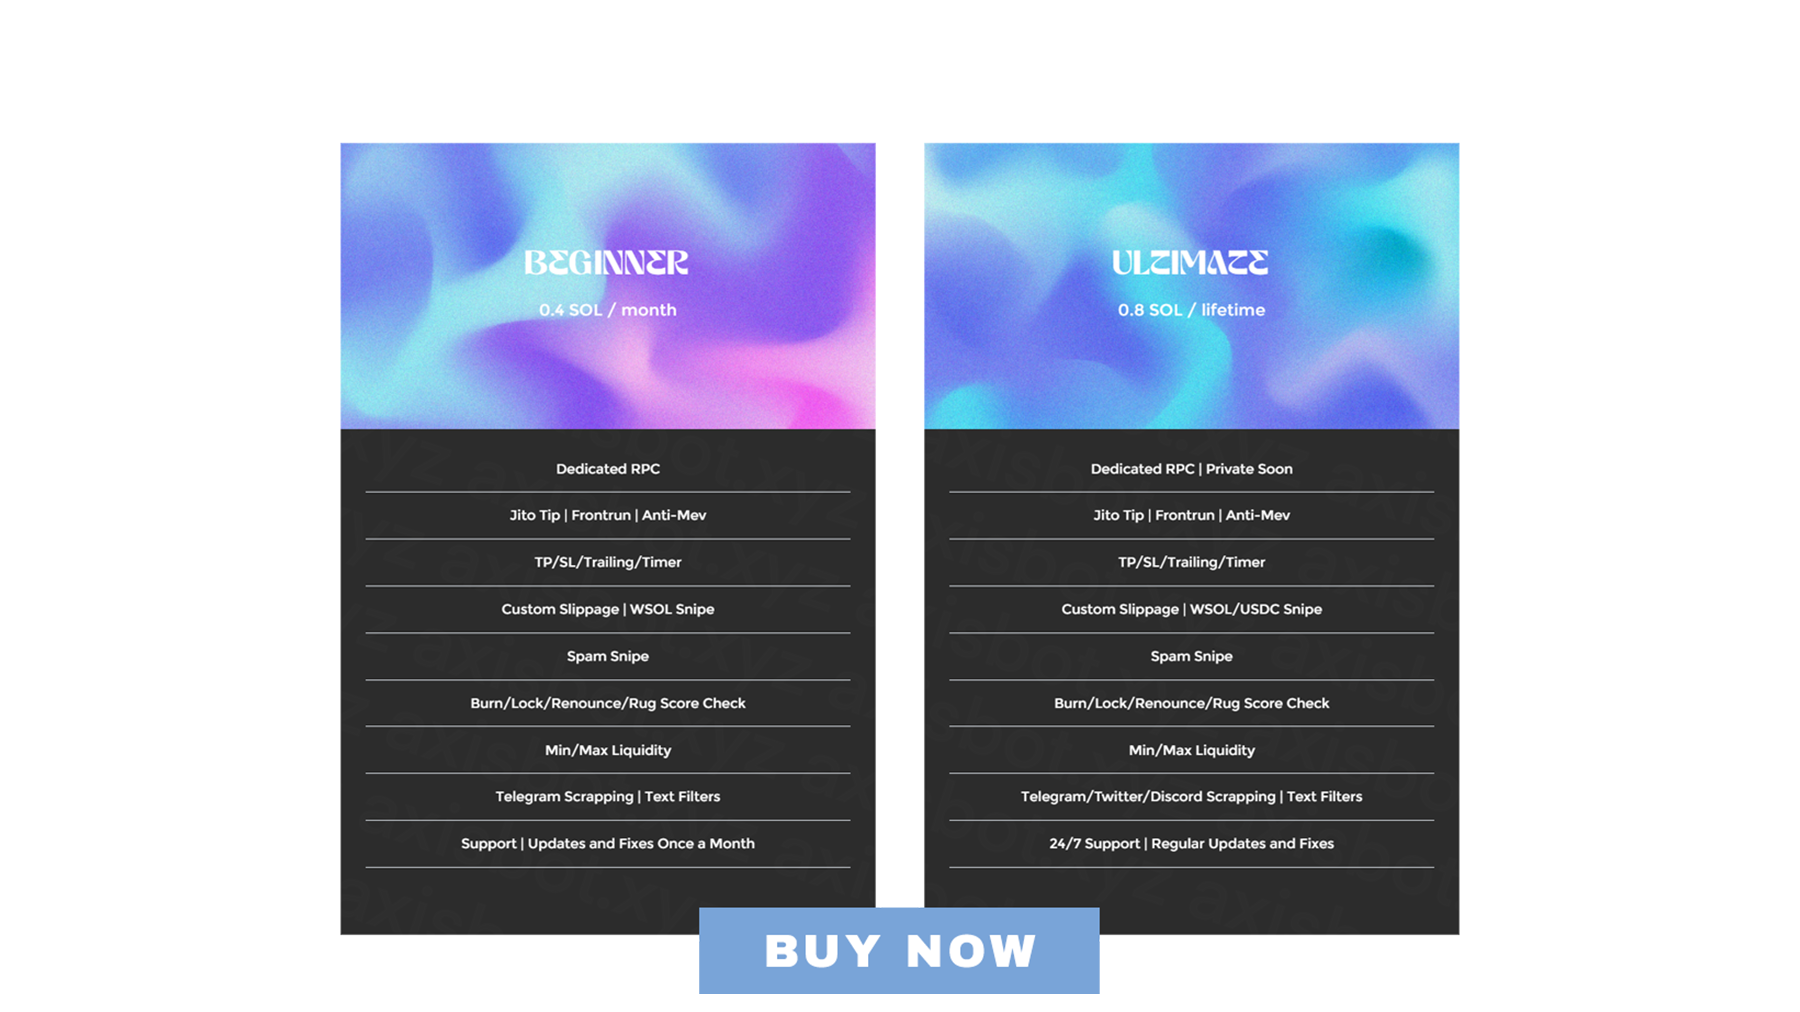 BEGINNER
0.4 SOL / month
Dedicated RPC
Jito Tip | Frontrun | Anti-Mev
TP/SL/Trailing/Timer
Custom Slippage | WSOL Snipe
Spam Snipe
Burn/Lock/Renounce/Rug Score Check
Min/Max Liquidity
Telegram Scrapping | Text Filters
Support | Updates and Fixes Once a Month
ULTIMATE
0.8 SOL / lifetime
Dedicated RPC | Private Soon
Jito Tip | Frontrun | Anti-Mev
TP/SL/Trailing/Timer
Custom Slippage | WSOL/USDC Snipe
Spam Snipe
Burn/Lock/Renounce/Rug Score Check
Min/Max Liquidity
Telegram/Twitter/Discord Scrapping | Text Filters
24/7 Support | Regular Updates and Fixes
BUY NOW